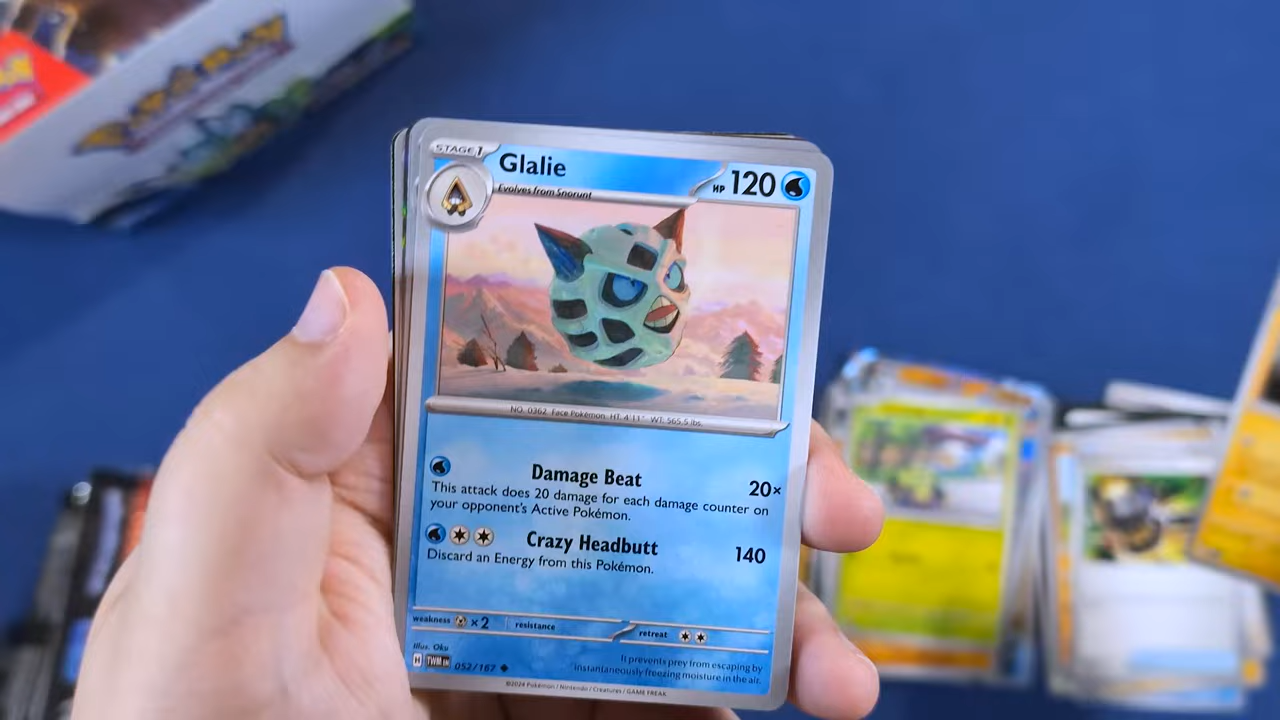 POKÉMON
STAGE 1
Glalie
HP 120
Evolves from Snorunt
NO. 0362 Face Pokémon HT: 4'11" WT: 565.5 lbs.
Damage Beat 20×
This attack does 20 damage for each damage counter on
your opponent's Active Pokémon.
Crazy Headbutt 140
Discard an Energy from this Pokémon.
weakness ×2 resistance retreat
Illus. Oku
H TWM EN 052/167
It prevents prey from escaping by
instantaneously freezing moisture in the air.
©2024 Pokémon / Nintendo / Creatures / GAME FREAK